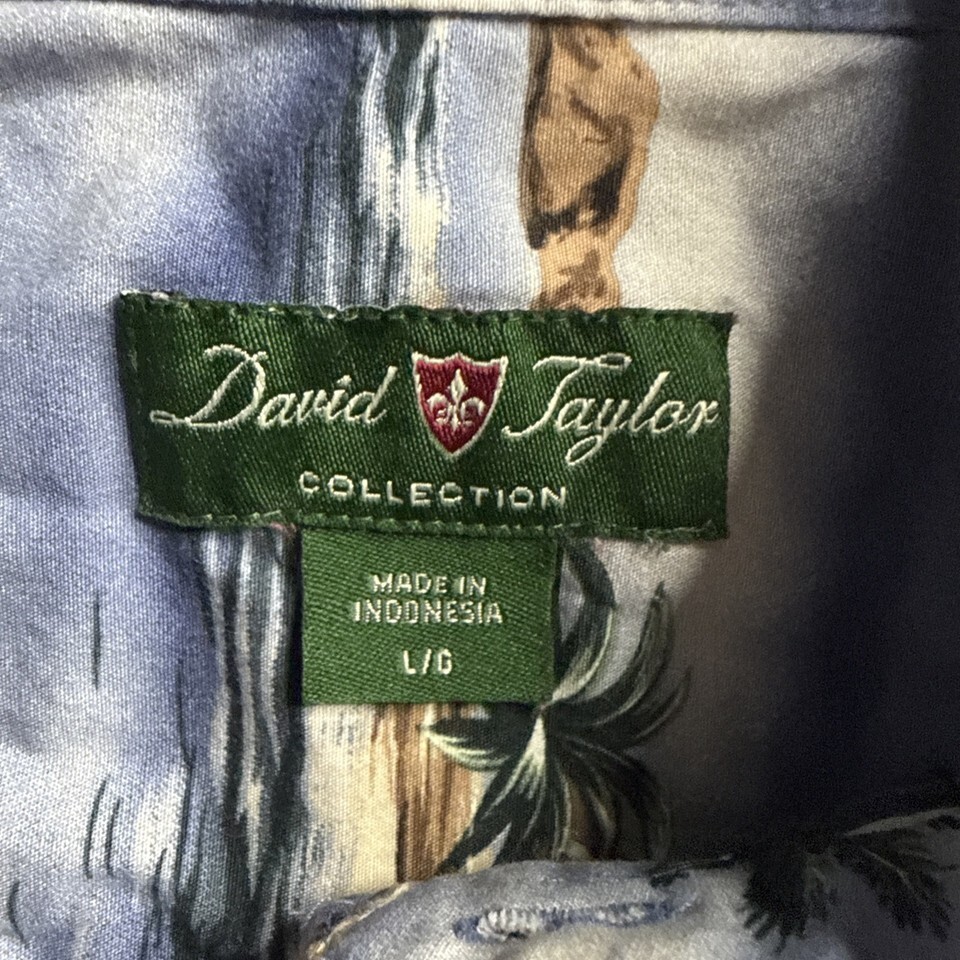 David Taylor
COLLECTION
MADE IN
INDONESIA
L/G